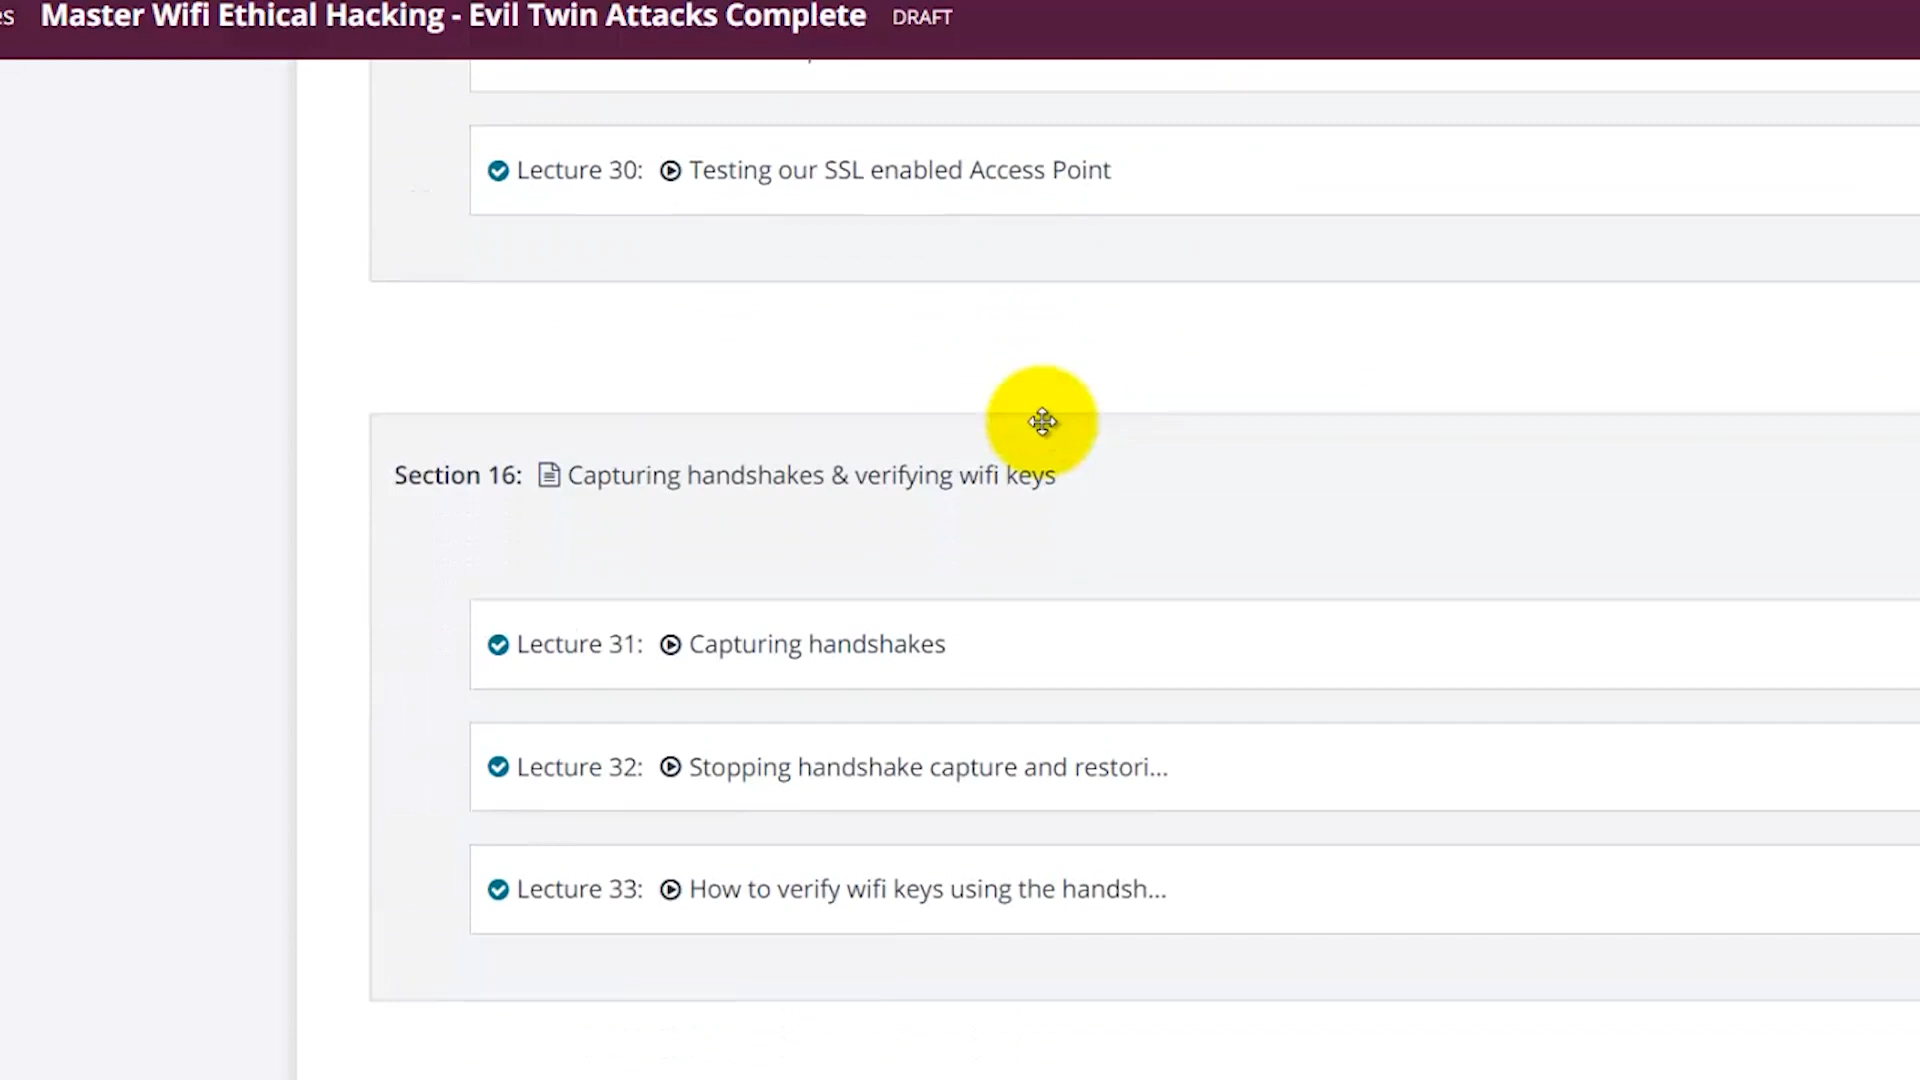 es Master Wifi Ethical Hacking - Evil Twin Attacks Complete DRAFT
Lecture 30: Testing our SSL enabled Access Point
Section 16: Capturing handshakes & verifying wifi keys
Lecture 31: Capturing handshakes
Lecture 32: Stopping handshake capture and restori...
Lecture 33: How to verify wifi keys using the handsh...